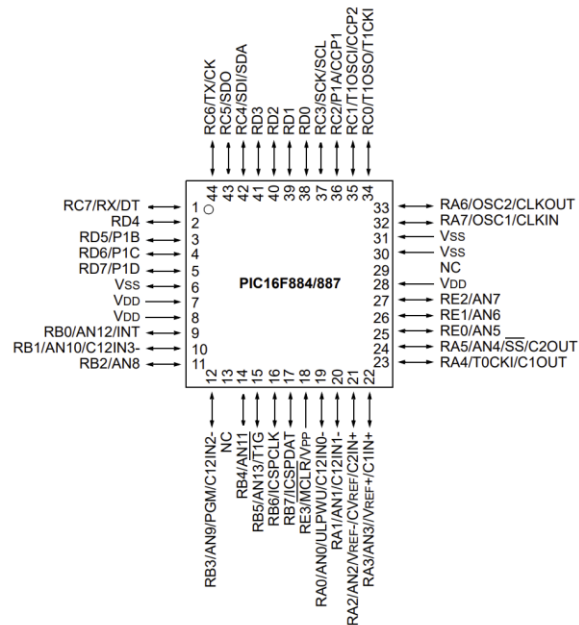 RC6/TX/CK
RC5/SDO
RC4/SDI/SDA
RD3
RD2
RD1
RD0
RC3/SCK/SCL
RC2/P1A/CCP1
RC1/T1OSCI/CCP2
RC0/T1OSO/T1CKI
44 43 42 41 40 39 38 37 36 35 34
RC7/RX/DT 1
RD4 2
RD5/P1B 3
RD6/P1C 4
RD7/P1D 5
VSS 6
VDD 7
VDD 8
RB0/AN12/INT 9
RB1/AN10/C12IN3- 10
RB2/AN8 11
PIC16F884/887
33 RA6/OSC2/CLKOUT
32 RA7/OSC1/CLKIN
31 VSS
30 VSS
29 NC
28 VDD
27 RE2/AN7
26 RE1/AN6
25 RE0/AN5
24 RA5/AN4/SS/C2OUT
23 RA4/T0CKI/C1OUT
12 13 14 15 16 17 18 19 20 21 22
RB3/AN9/PGM/C12IN2-
NC
RB4/AN11
RB5/AN13/T1G
RB6/ICSPCLK
RB7/ICSPDAT
RE3/MCLR/VPP
RA0/AN0/ULPWU/C12IN0-
RA1/AN1/C12IN1-
RA2/AN2/VREF-/CVREF/C2IN+
RA3/AN3//VREF+/C1IN+